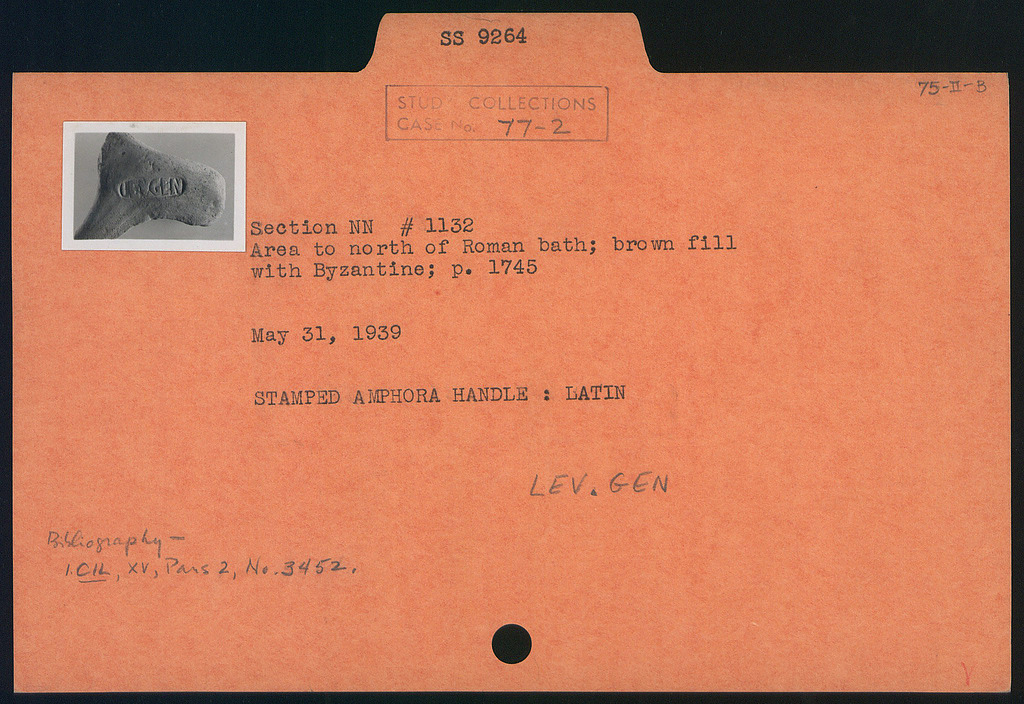 SS 9264
75-II-B
STUDY COLLECTIONS
CASE No. 77-2
GEN
Section NN # 1132
Area to north of Roman bath; brown fill
with Byzantine; p. 1745
May 31, 1939
STAMPED AMPHORA HANDLE : LATIN
LEV. GEN
Bibliography —
1. CIL, XV, Pars 2, No. 3452.